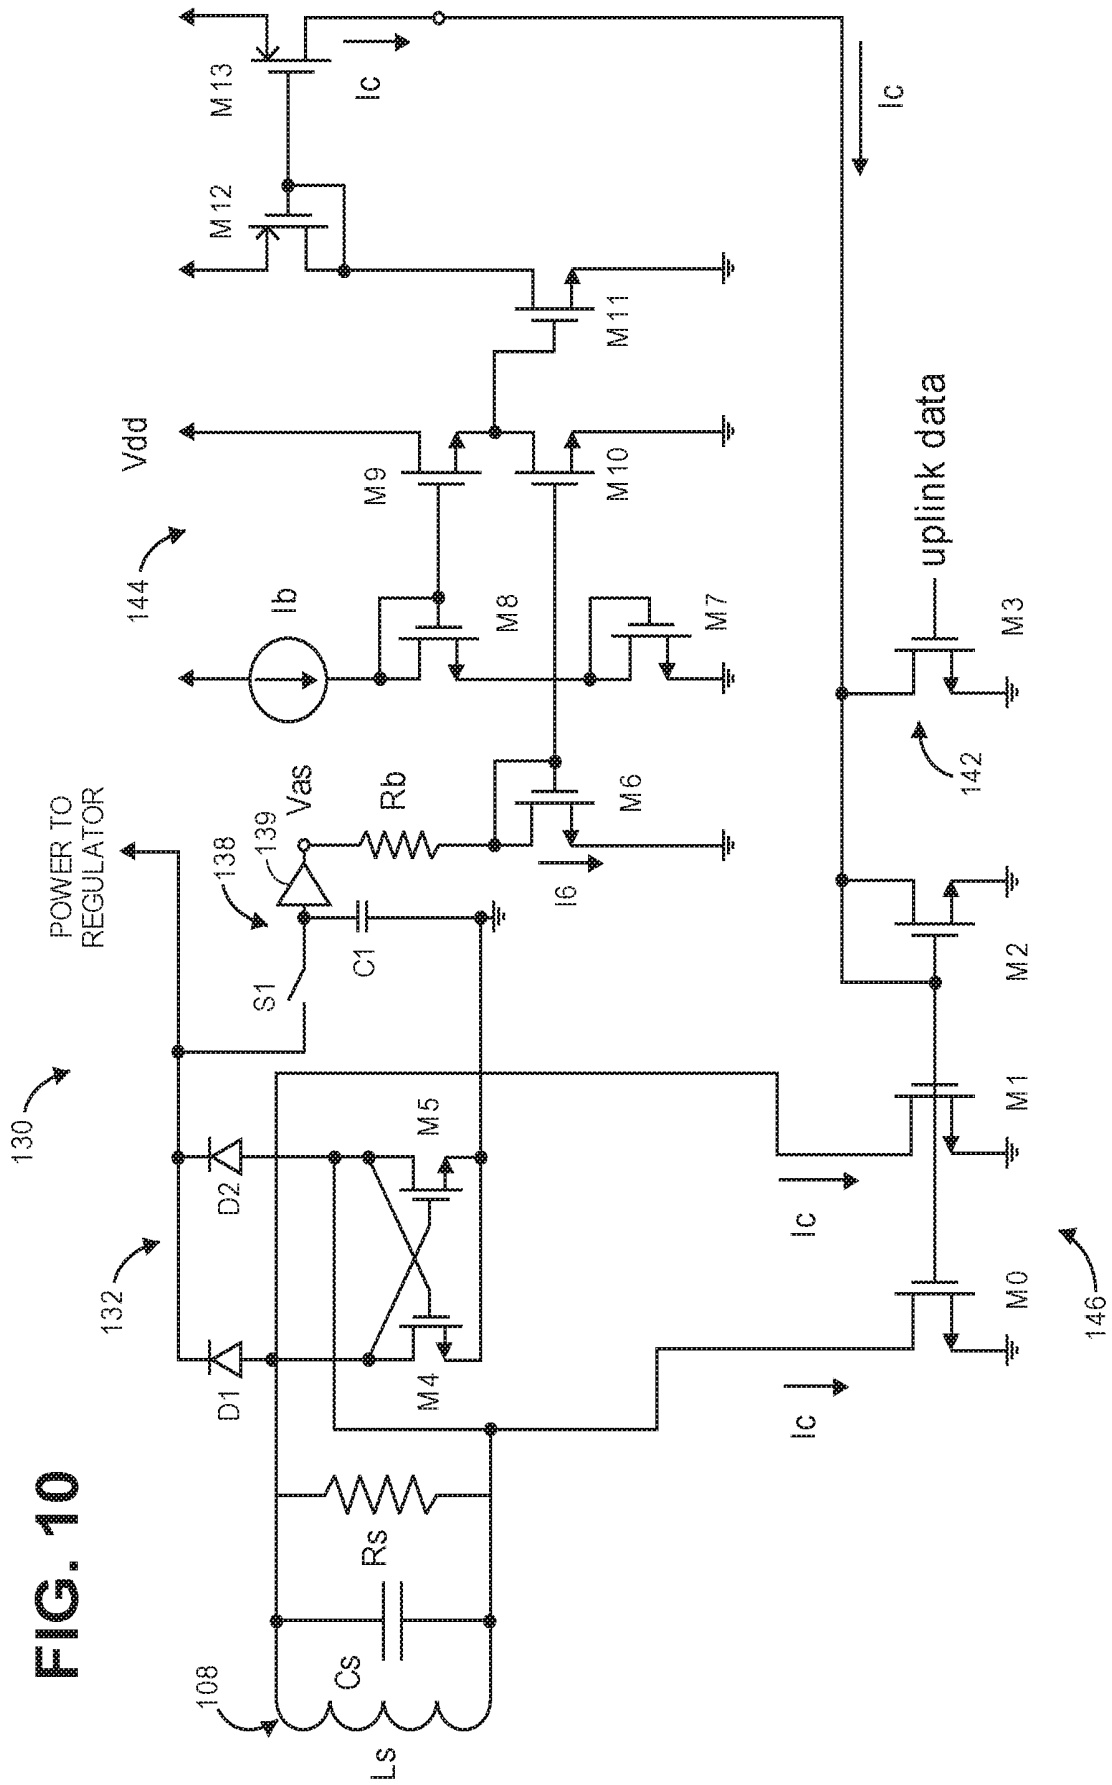 FIG. 10
130
POWER TO
REGULATOR
132
138
139
144
Vdd
D1
D2
S1
C1
Vas
Rb
Ib
M4
M5
I6
M6
M8
M7
M9
M10
M11
M12
M13
Ic
Ic
108
Ls
Cs
Rs
Ic
Ic
M0
M1
M2
M3
142
uplink data
146